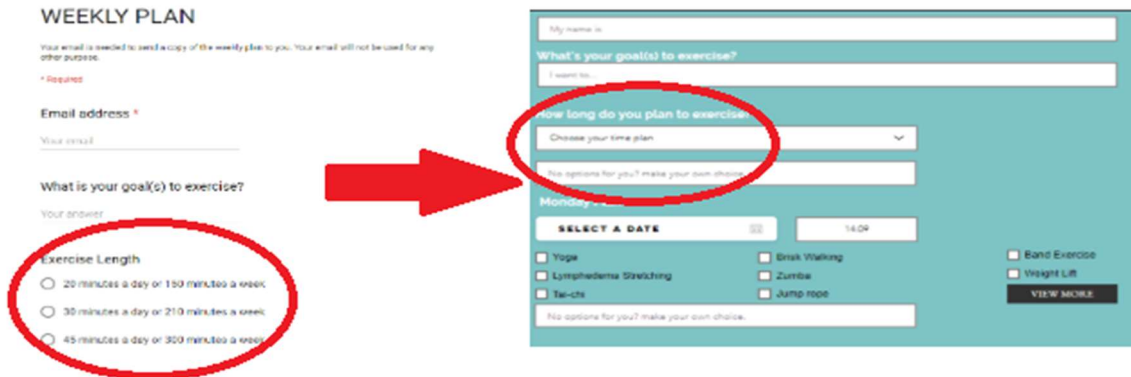 WEEKLY PLAN
Your email is needed to send a copy of the weekly plan to you. Your email will not be used for any
other purpose.
* Required
Email address *
Your email
What is your goal(s) to exercise?
Your answer
Exercise Length
20 minutes a day or 150 minutes a week
30 minutes a day or 210 minutes a week
45 minutes a day or 300 minutes a week
My name is
What's your goal(s) to exercise?
I want to...
How long do you plan to exercise?
Choose your time plan
No options for you? make your own choice.
Monday
SELECT A DATE
14:09
Yoga
Brisk Walking
Band Exercise
Lymphedema Stretching
Zumba
Weight Lift
Tai-chi
Jump rope
VIEW MORE
No options for you? make your own choice.